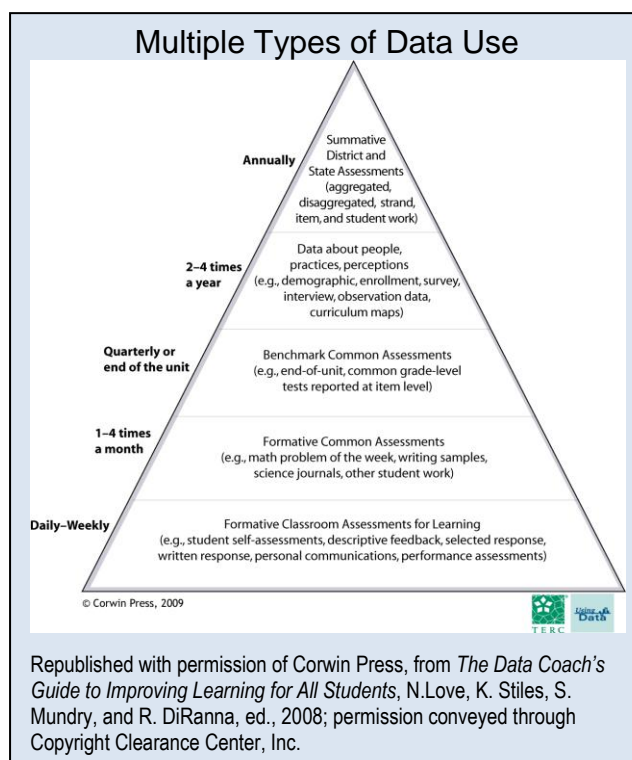 Multiple Types of Data Use
Annually
Summative
District and
State Assessments
(aggregated,
disaggregated, strand,
item, and student work)
2–4 times
a year
Data about people,
practices, perceptions
(e.g., demographic, enrollment, survey,
interview, observation data,
curriculum maps)
Quarterly or
end of the unit
Benchmark Common Assessments
(e.g., end-of-unit, common grade-level
tests reported at item level)
1–4 times
a month
Formative Common Assessments
(e.g., math problem of the week, writing samples,
science journals, other student work)
Daily–Weekly
Formative Classroom Assessments for Learning
(e.g., student self-assessments, descriptive feedback, selected response,
written response, personal communications, performance assessments)
© Corwin Press, 2009
TERC
Using
Data
Republished with permission of Corwin Press, from The Data Coach's
Guide to Improving Learning for All Students, N.Love, K. Stiles, S.
Mundry, and R. DiRanna, ed., 2008; permission conveyed through
Copyright Clearance Center, Inc.